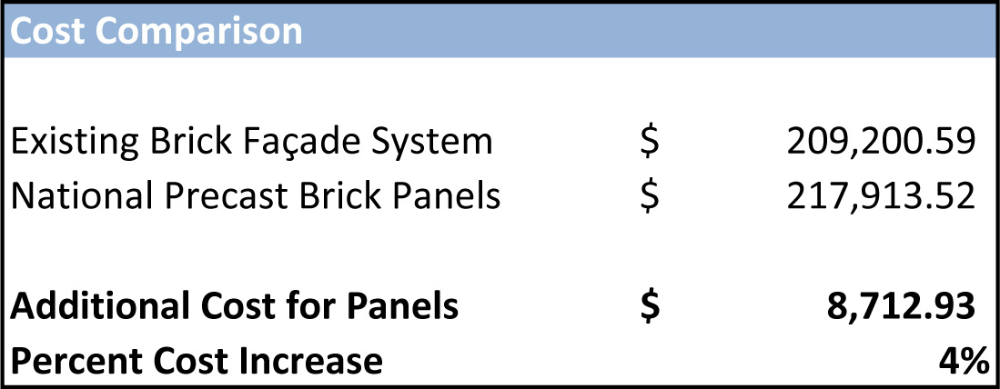 Cost Comparison
Existing Brick Façade System $ 209,200.59
National Precast Brick Panels $ 217,913.52
Additional Cost for Panels $ 8,712.93
Percent Cost Increase 4%